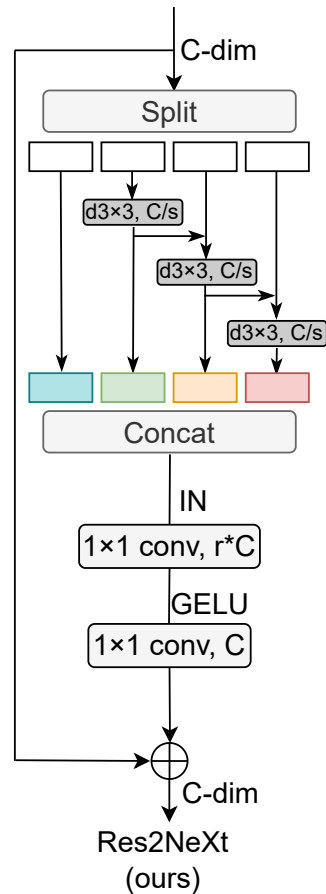 C-dim
Split
d3×3, C/s
d3×3, C/s
d3×3, C/s
Concat
IN
1×1 conv, r*C
GELU
1×1 conv, C
C-dim
Res2NeXt
(ours)